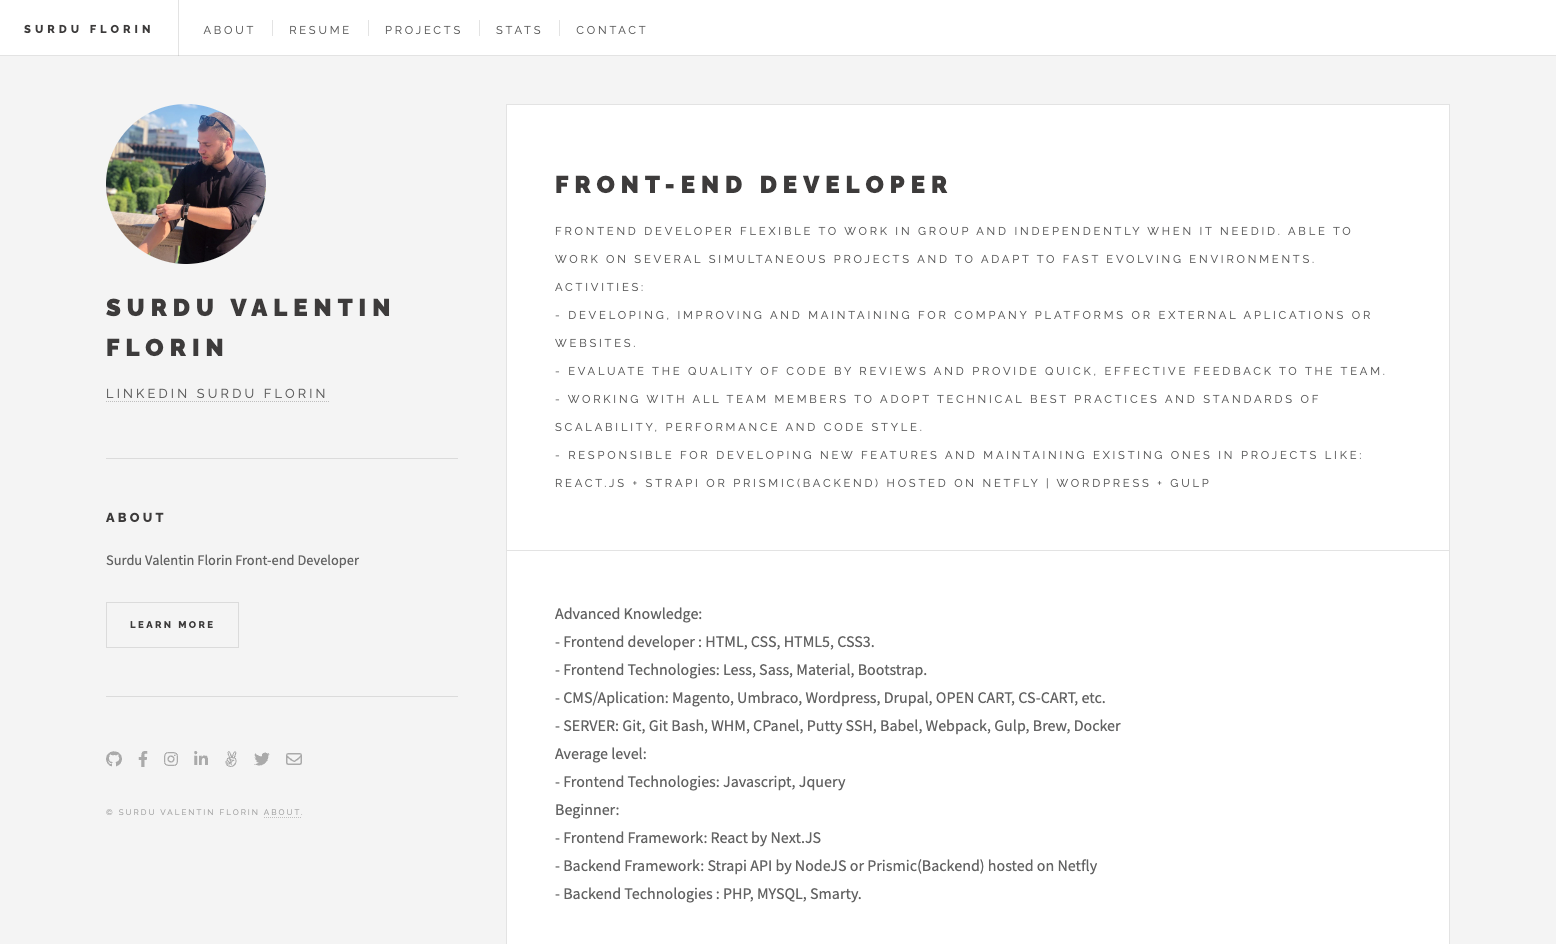 SURDU FLORIN
ABOUT
RESUME
PROJECTS
STATS
CONTACT
SURDU VALENTIN
FLORIN
LINKEDIN SURDU FLORIN
ABOUT
Surdu Valentin Florin Front-end Developer
LEARN MORE
© SURDU VALENTIN FLORIN ABOUT.
FRONT-END DEVELOPER
FRONTEND DEVELOPER FLEXIBLE TO WORK IN GROUP AND INDEPENDENTLY WHEN IT NEEDID. ABLE TO
WORK ON SEVERAL SIMULTANEOUS PROJECTS AND TO ADAPT TO FAST EVOLVING ENVIRONMENTS.
ACTIVITIES:
- DEVELOPING, IMPROVING AND MAINTAINING FOR COMPANY PLATFORMS OR EXTERNAL APLICATIONS OR
WEBSITES.
- EVALUATE THE QUALITY OF CODE BY REVIEWS AND PROVIDE QUICK, EFFECTIVE FEEDBACK TO THE TEAM.
- WORKING WITH ALL TEAM MEMBERS TO ADOPT TECHNICAL BEST PRACTICES AND STANDARDS OF
SCALABILITY, PERFORMANCE AND CODE STYLE.
- RESPONSIBLE FOR DEVELOPING NEW FEATURES AND MAINTAINING EXISTING ONES IN PROJECTS LIKE:
REACT.JS + STRAPI OR PRISMIC(BACKEND) HOSTED ON NETFLY | WORDPRESS + GULP
Advanced Knowledge:
- Frontend developer : HTML, CSS, HTML5, CSS3.
- Frontend Technologies: Less, Sass, Material, Bootstrap.
- CMS/Aplication: Magento, Umbraco, Wordpress, Drupal, OPEN CART, CS-CART, etc.
- SERVER: Git, Git Bash, WHM, CPanel, Putty SSH, Babel, Webpack, Gulp, Brew, Docker
Average level:
- Frontend Technologies: Javascript, Jquery
Beginner:
- Frontend Framework: React by Next.JS
- Backend Framework: Strapi API by NodeJS or Prismic(Backend) hosted on Netfly
- Backend Technologies : PHP, MYSQL, Smarty.